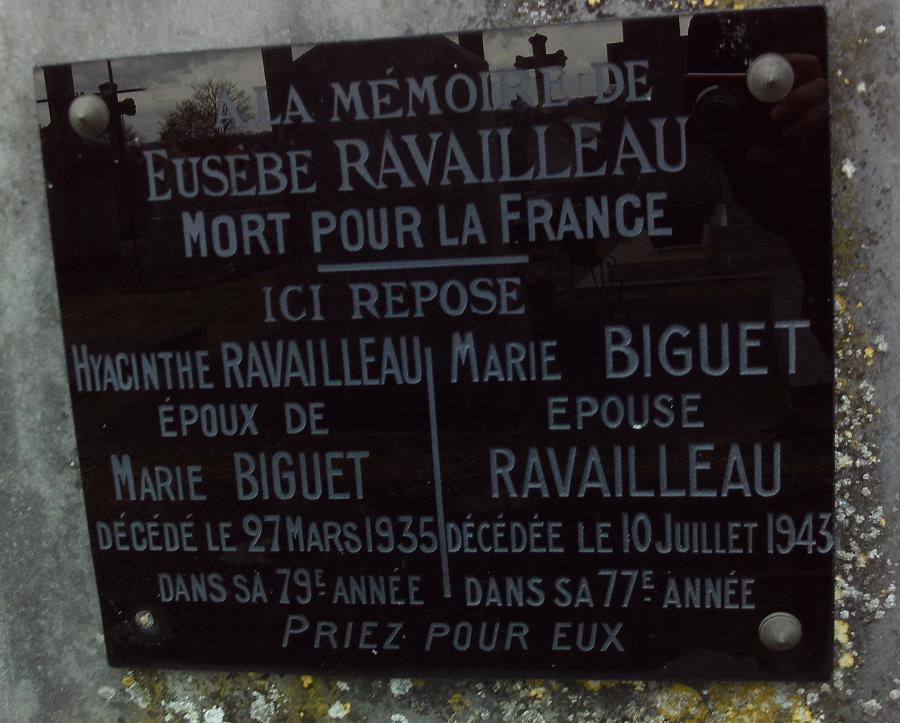 A LA MÉMOIRE DE
EUSÈBE RAVAILLEAU
MORT POUR LA FRANCE
ICI REPOSE
HYACINTHE RAVAILLEAU
ÉPOUX DE
MARIE BIGUET
DÉCÉDÉ LE 27 MARS 1935
DANS SA 79E ANNÉE
MARIE BIGUET
EPOUSE
RAVAILLEAU
DÉCÉDÉE LE 10 JUILLET 1943
DANS SA 77E ANNÉE
PRIEZ POUR EUX